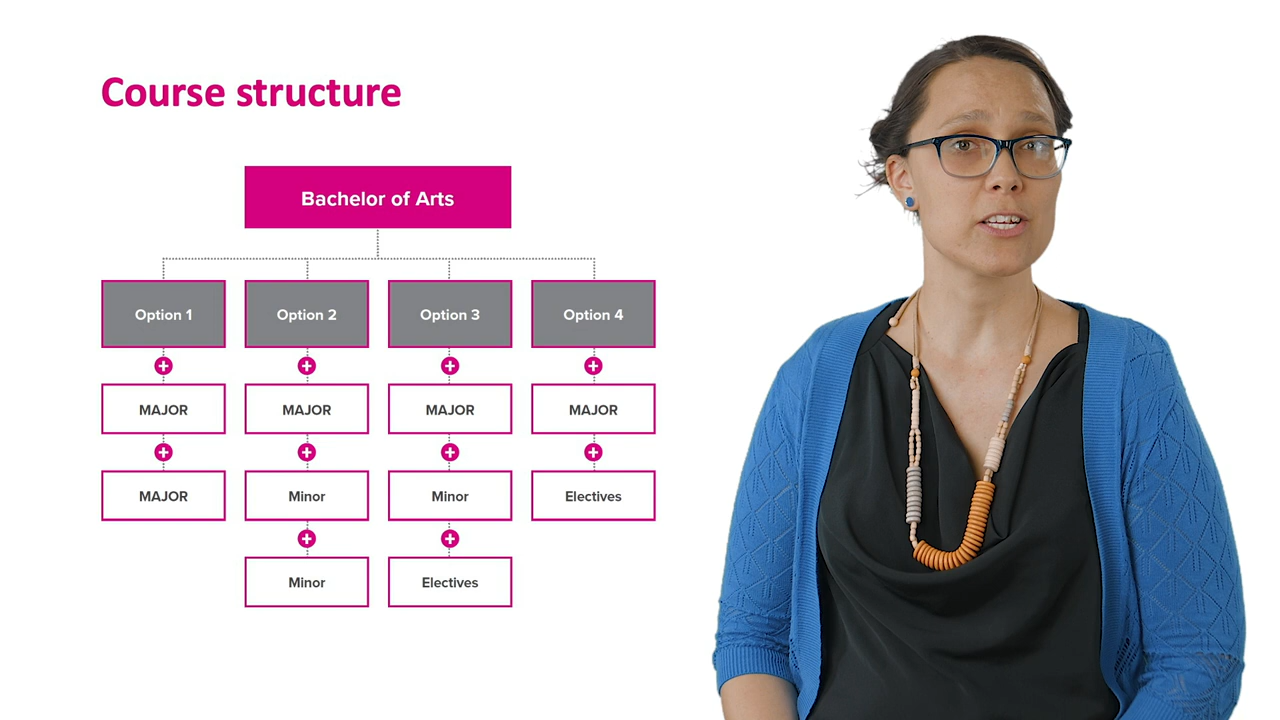 Course structure
Bachelor of Arts
Option 1
Option 2
Option 3
Option 4
MAJOR
MAJOR
MAJOR
MAJOR
MAJOR
Minor
Minor
Electives
Minor
Electives